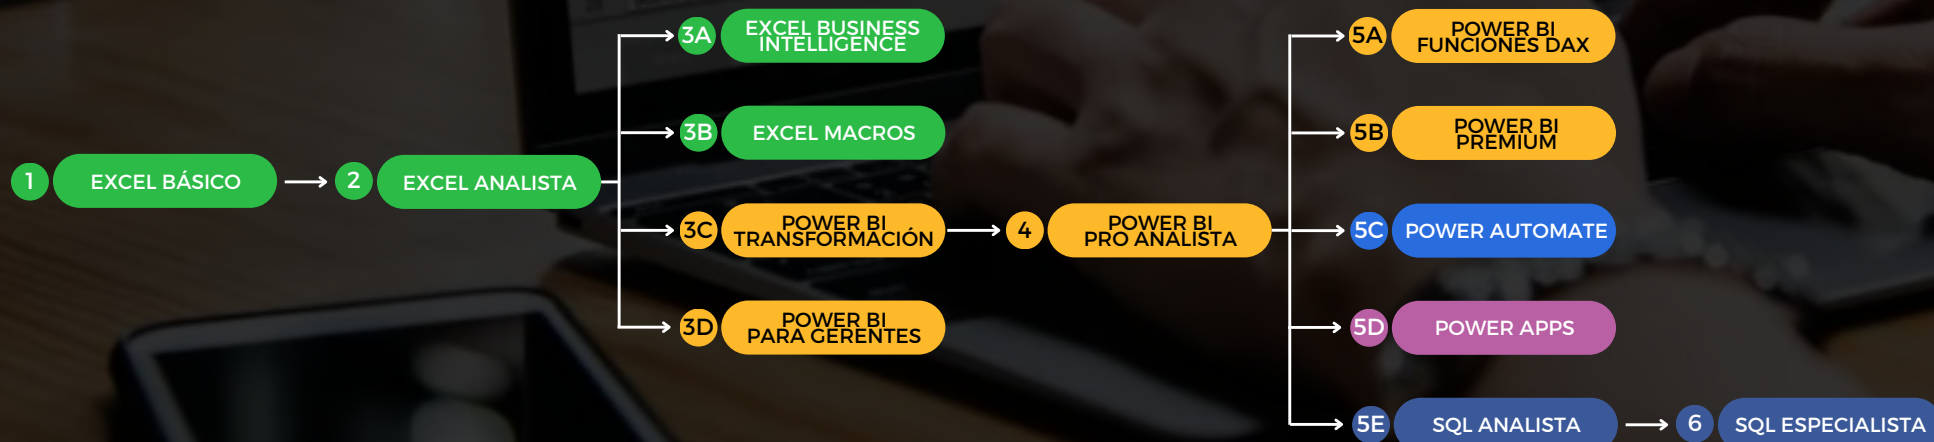 1
EXCEL BÁSICO
2
EXCEL ANALISTA
3A
EXCEL BUSINESS
INTELLIGENCE
3B
EXCEL MACROS
3C
POWER BI
TRANSFORMACIÓN
3D
POWER BI
PARA GERENTES
4
POWER BI
PRO ANALISTA
5A
POWER BI
FUNCIONES DAX
5B
POWER BI
PREMIUM
5C
POWER AUTOMATE
5D
POWER APPS
5E
SQL ANALISTA
6
SQL ESPECIALISTA